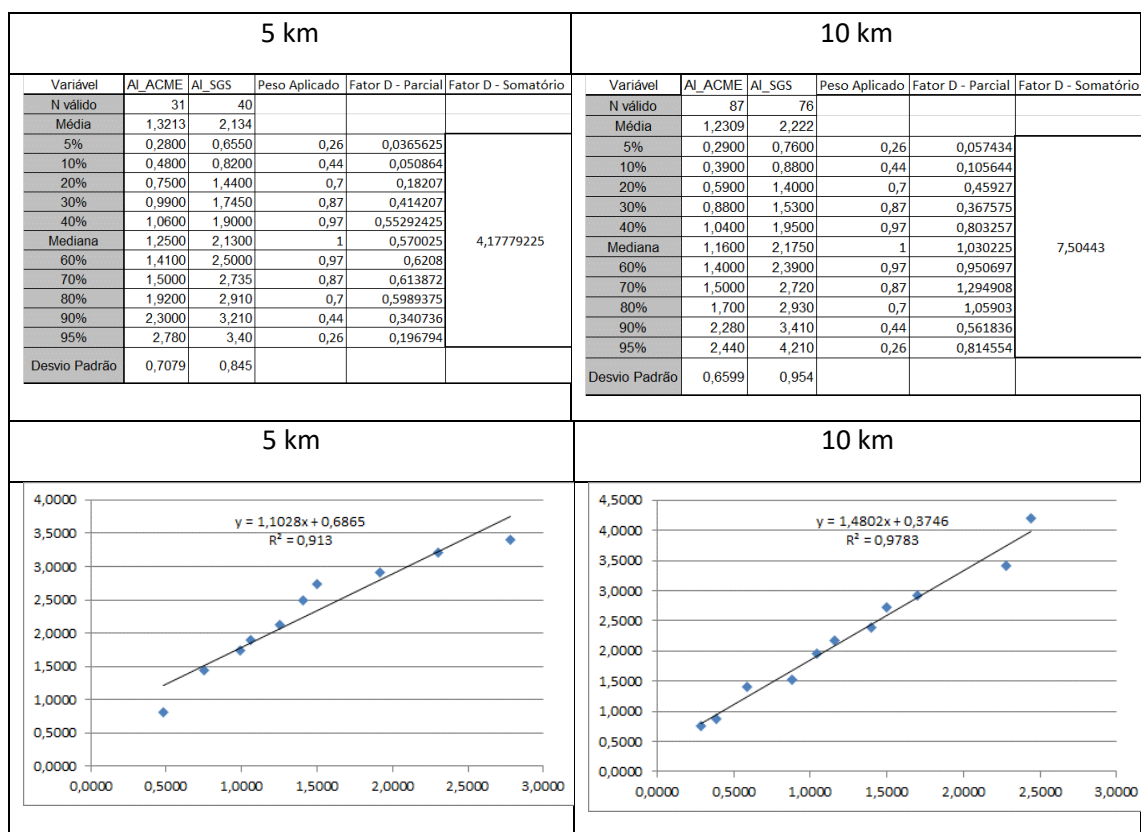 5 km
10 km
Variável AI_ACME AI_SGS Peso Aplicado Fator D - Parcial Fator D - Somatório
N válido 31 40
Média 1,3213 2,134
5% 0,2800 0,6550 0,26 0,0365625
10% 0,4800 0,8200 0,44 0,050864
20% 0,7500 1,4400 0,7 0,18207
30% 0,9900 1,7450 0,87 0,414207
40% 1,0600 1,9000 0,97 0,55292425
Mediana 1,2500 2,1300 1 0,570025 4,17779225
60% 1,4100 2,5000 0,97 0,6208
70% 1,5000 2,735 0,87 0,613872
80% 1,9200 2,910 0,7 0,5989375
90% 2,3000 3,210 0,44 0,340736
95% 2,780 3,40 0,26 0,196794
Desvio Padrão 0,7079 0,845
Variável AI_ACME AI_SGS Peso Aplicado Fator D - Parcial Fator D - Somatório
N válido 87 76
Média 1,2309 2,222
5% 0,2900 0,7600 0,26 0,057434
10% 0,3900 0,8800 0,44 0,105644
20% 0,5900 1,4000 0,7 0,45927
30% 0,8800 1,5300 0,87 0,367575
40% 1,0400 1,9500 0,97 0,803257
Mediana 1,1600 2,1750 1 1,030225 7,50443
60% 1,4000 2,3900 0,97 0,950697
70% 1,5000 2,720 0,87 1,294908
80% 1,700 2,930 0,7 1,05903
90% 2,280 3,410 0,44 0,561836
95% 2,440 4,210 0,26 0,814554
Desvio Padrão 0,6599 0,954
5 km
10 km
4,0000
3,5000
3,0000
2,5000
2,0000
1,5000
1,0000
0,5000
0,0000
y = 1,1028x + 0,6865
R² = 0,913
0,0000 0,5000 1,0000 1,5000 2,0000 2,5000 3,0000
4,5000
4,0000
3,5000
3,0000
2,5000
2,0000
1,5000
1,0000
0,5000
0,0000
y = 1,4802x + 0,3746
R² = 0,9783
0,0000 0,5000 1,0000 1,5000 2,0000 2,5000 3,0000